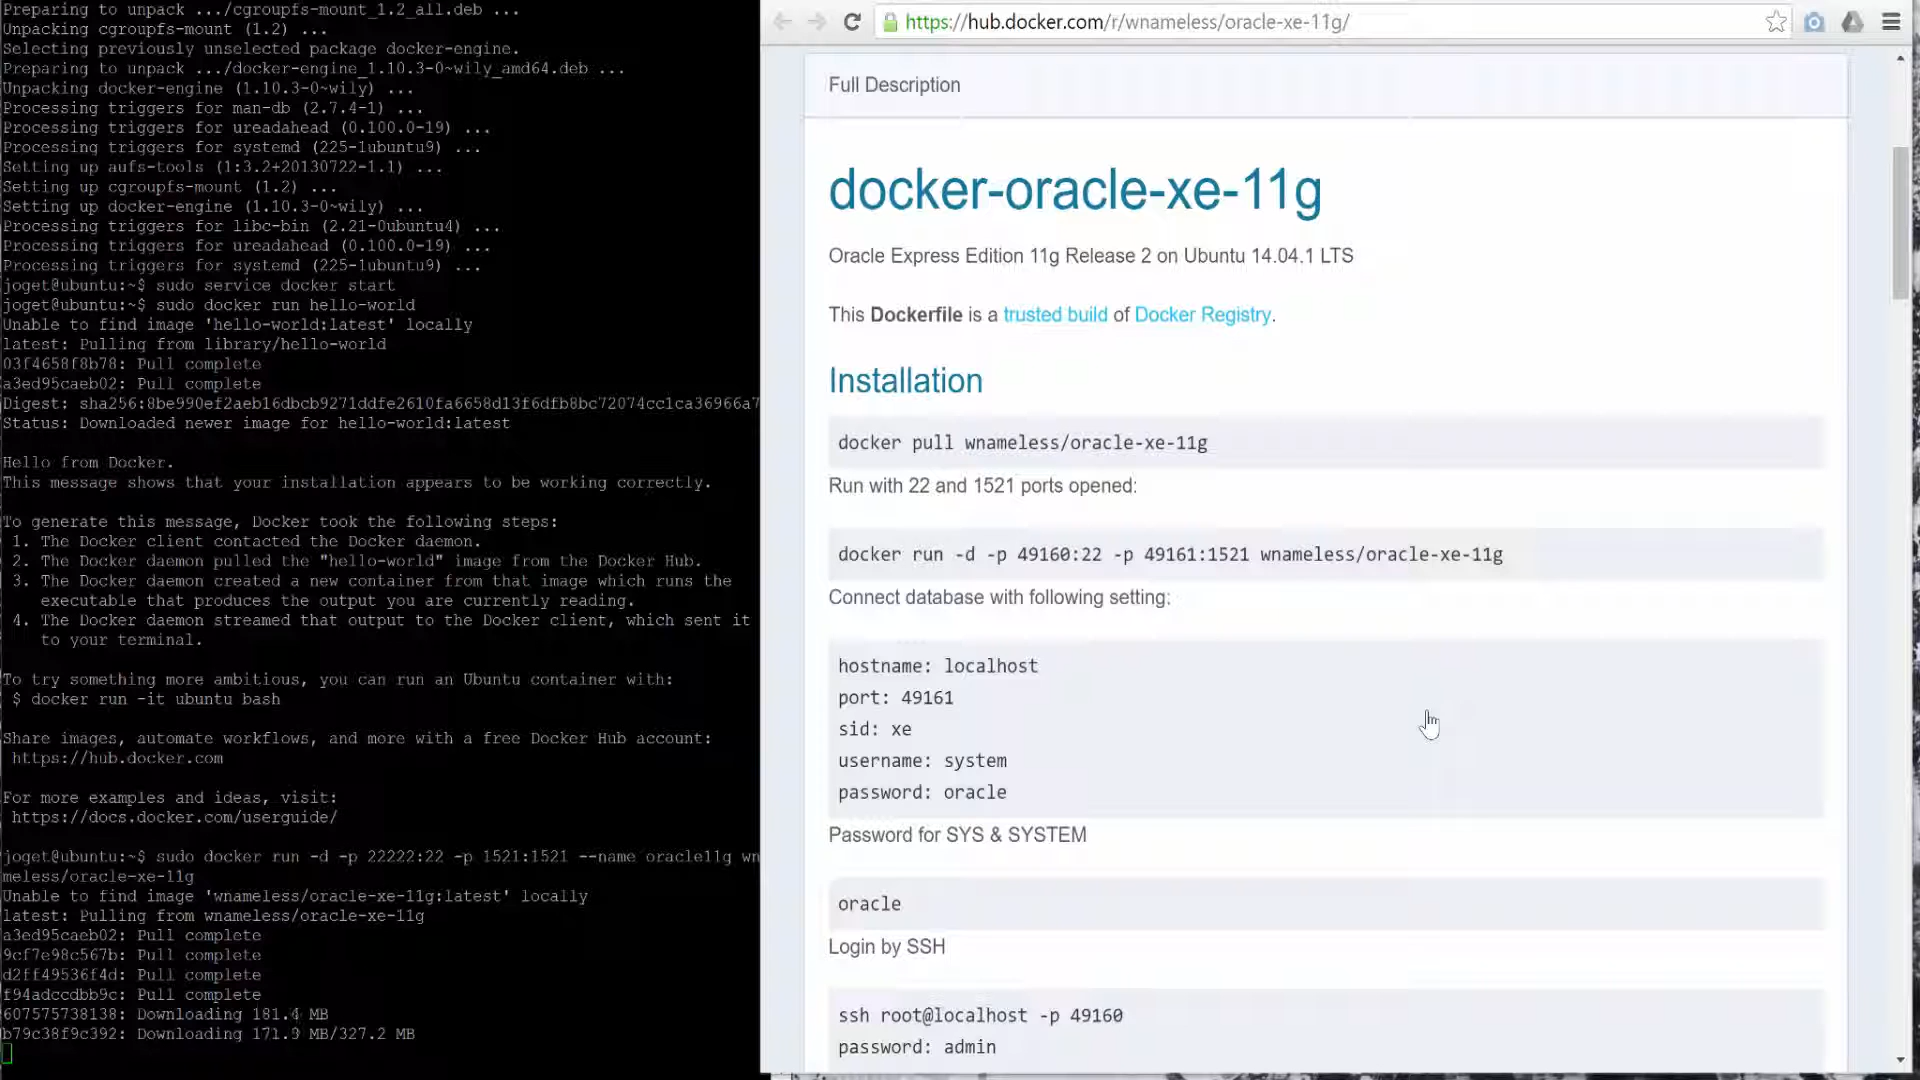 Preparing to unpack .../cgroupfs-mount_1.2_all.deb ...
Unpacking cgroupfs-mount (1.2) ...
Selecting previously unselected package docker-engine.
Preparing to unpack .../docker-engine_1.10.3-0~wily_amd64.deb ...
Unpacking docker-engine (1.10.3-0~wily) ...
Processing triggers for man-db (2.7.4-1) ...
Processing triggers for ureadahead (0.100.0-19) ...
Processing triggers for systemd (225-1ubuntu9) ...
Setting up aufs-tools (1:3.2+20130722-1.1) ...
Setting up cgroupfs-mount (1.2) ...
Setting up docker-engine (1.10.3-0~wily) ...
Processing triggers for libc-bin (2.21-0ubuntu4) ...
Processing triggers for ureadahead (0.100.0-19) ...
Processing triggers for systemd (225-1ubuntu9) ...
joget@ubuntu:~$ sudo service docker start
joget@ubuntu:~$ sudo docker run hello-world
Unable to find image 'hello-world:latest' locally
latest: Pulling from library/hello-world
03f4658f8b78: Pull complete
a3ed95caeb02: Pull complete
Digest: sha256:8be990ef2aeb16dbcb9271ddfe2610fa6658d13f6dfb8bc72074cc1ca36966a7
Status: Downloaded newer image for hello-world:latest
Hello from Docker.
This message shows that your installation appears to be working correctly.
To generate this message, Docker took the following steps:
1. The Docker client contacted the Docker daemon.
2. The Docker daemon pulled the "hello-world" image from the Docker Hub.
3. The Docker daemon created a new container from that image which runs the
executable that produces the output you are currently reading.
4. The Docker daemon streamed that output to the Docker client, which sent it
to your terminal.
To try something more ambitious, you can run an Ubuntu container with:
$ docker run -it ubuntu bash
Share images, automate workflows, and more with a free Docker Hub account:
https://hub.docker.com
For more examples and ideas, visit:
https://docs.docker.com/userguide/
joget@ubuntu:~$ sudo docker run -d -p 22222:22 -p 1521:1521 --name oracle11g wn
meless/oracle-xe-11g
Unable to find image 'wnameless/oracle-xe-11g:latest' locally
latest: Pulling from wnameless/oracle-xe-11g
a3ed95caeb02: Pull complete
9cf7e98c567b: Pull complete
d2ff49536f4d: Pull complete
f94adccdbb9c: Pull complete
607575738138: Downloading 181.4 MB
b79c38f9c392: Downloading 171.9 MB/327.2 MB
https://hub.docker.com/r/wnameless/oracle-xe-11g/
Full Description
docker-oracle-xe-11g
Oracle Express Edition 11g Release 2 on Ubuntu 14.04.1 LTS
This Dockerfile is a trusted build of Docker Registry.
Installation
docker pull wnameless/oracle-xe-11g
Run with 22 and 1521 ports opened:
docker run -d -p 49160:22 -p 49161:1521 wnameless/oracle-xe-11g
Connect database with following setting:
hostname: localhost
port: 49161
sid: xe
username: system
password: oracle
Password for SYS & SYSTEM
oracle
Login by SSH
ssh root@localhost -p 49160
password: admin